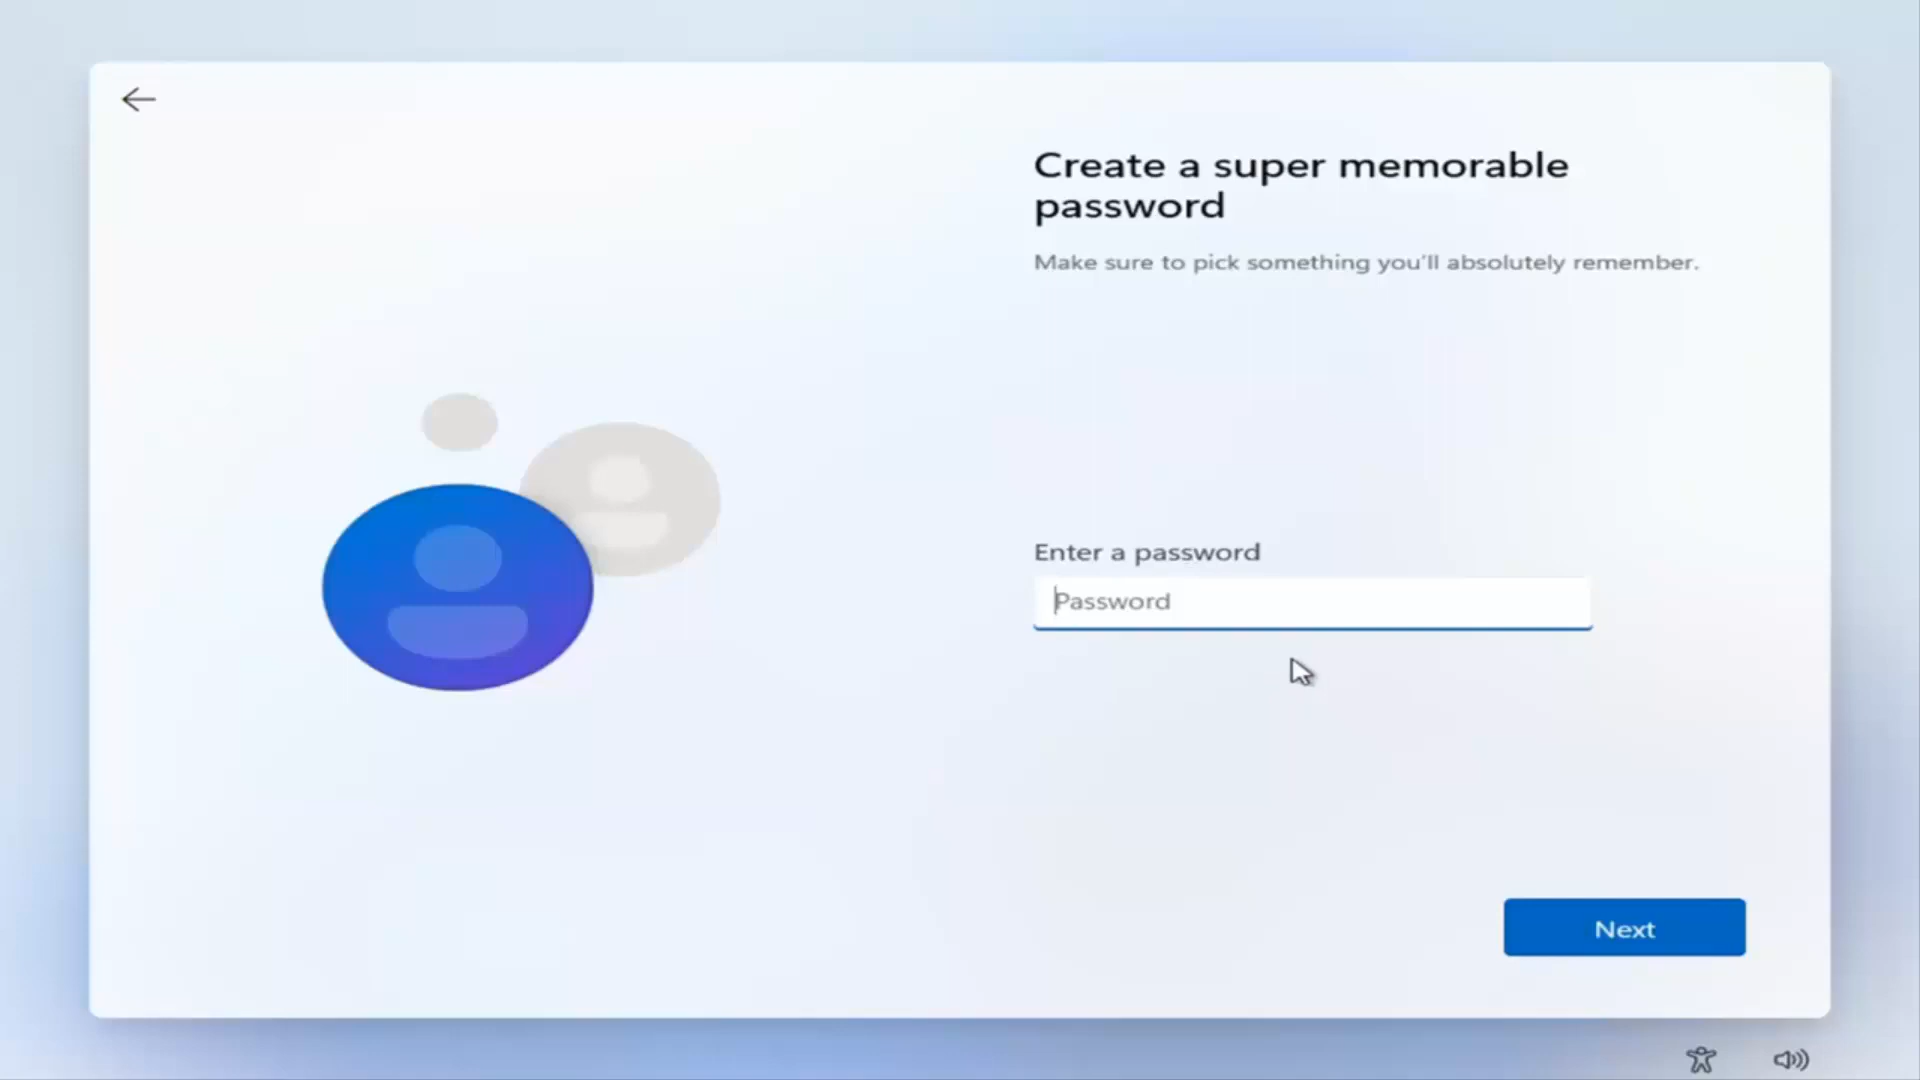 Create a super memorable
password
Make sure to pick something you'll absolutely remember.
Enter a password
Password
Next